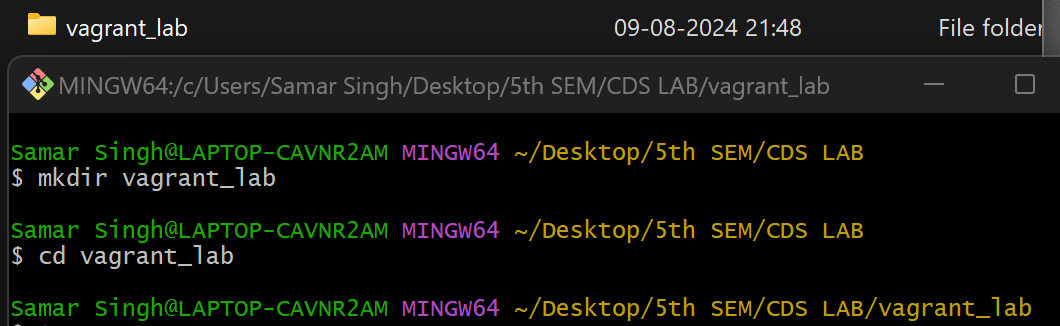 vagrant_lab 09-08-2024 21:48 File folder
MINGW64:/c/Users/Samar Singh/Desktop/5th SEM/CDS LAB/vagrant_lab
Samar Singh@LAPTOP-CAVNR2AM MINGW64 ~/Desktop/5th SEM/CDS LAB
$ mkdir vagrant_lab
Samar Singh@LAPTOP-CAVNR2AM MINGW64 ~/Desktop/5th SEM/CDS LAB
$ cd vagrant_lab
Samar Singh@LAPTOP-CAVNR2AM MINGW64 ~/Desktop/5th SEM/CDS LAB/vagrant_lab